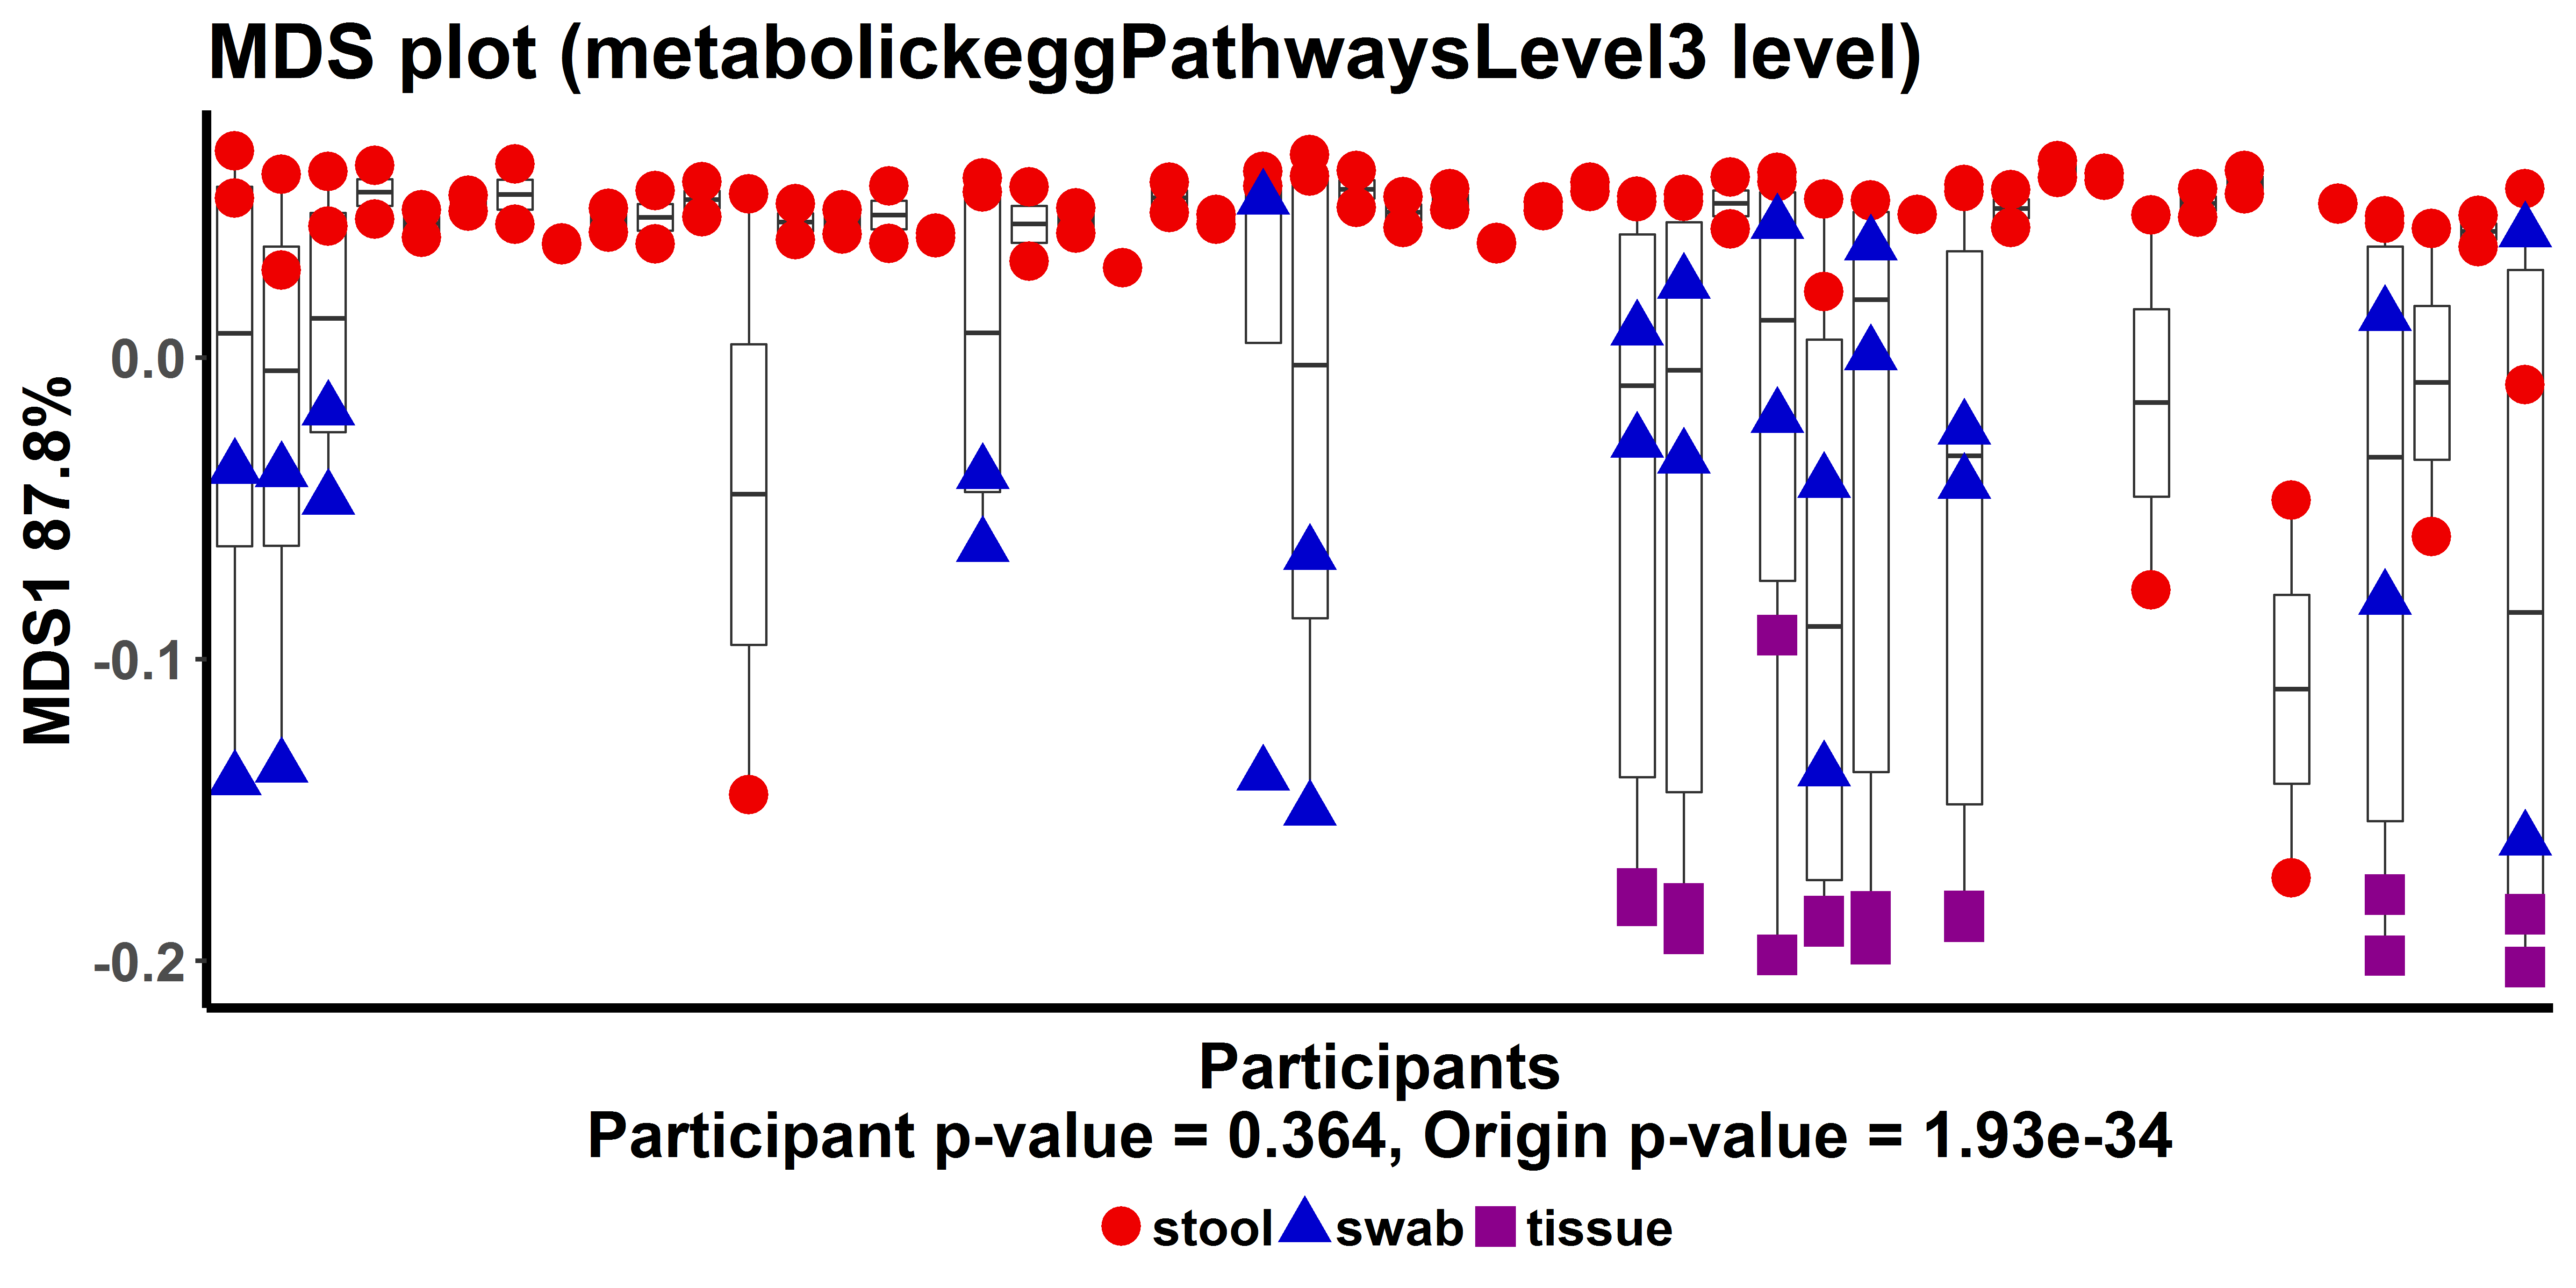 MDS plot (metabolickeggPathwaysLevel3 level)
MDS1 87.8%
0.0
-0.1
-0.2
Participants
Participant p-value = 0.364, Origin p-value = 1.93e-34
stool swab tissue